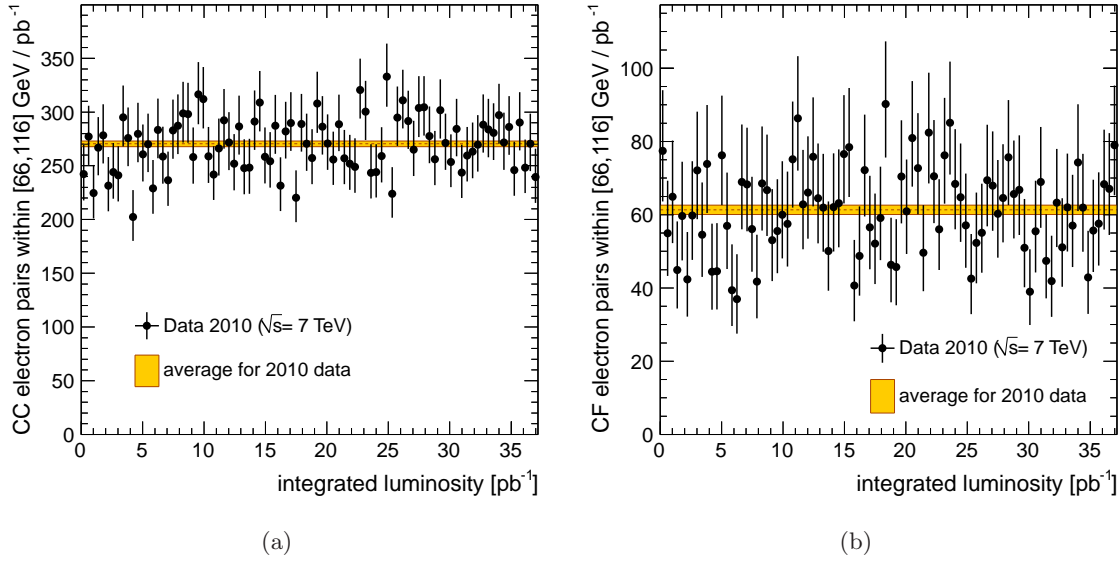 CC electron pairs within [66,116] GeV / pb⁻¹
350
300
250
200
150
100
50
0
Data 2010 (√s= 7 TeV)
average for 2010 data
0 5 10 15 20 25 30 35
integrated luminosity [pb⁻¹]
(a)
CF electron pairs within [66,116] GeV / pb⁻¹
100
80
60
40
20
0
Data 2010 (√s= 7 TeV)
average for 2010 data
0 5 10 15 20 25 30 35
integrated luminosity [pb⁻¹]
(b)